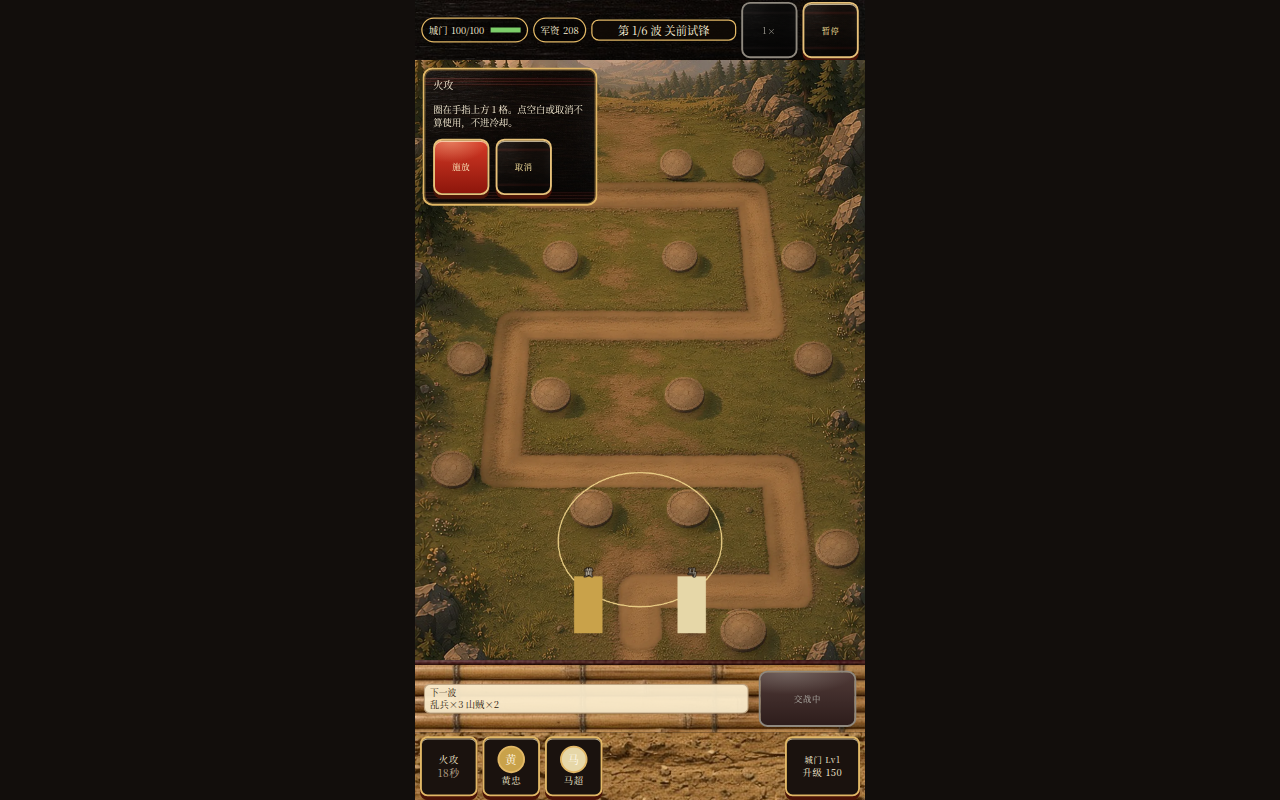 城门 100/100
军资 208
第 1/6 波 关前试锋
1×
暂停
火攻
圈在手指上方 1 格。点空白或取消不
算使用，不进冷却。
施放
取消
黄
马
下一波
乱兵×3 山贼×2
交战中
火攻
18秒
黄
黄忠
马
马超
城门 Lv1
升级 150